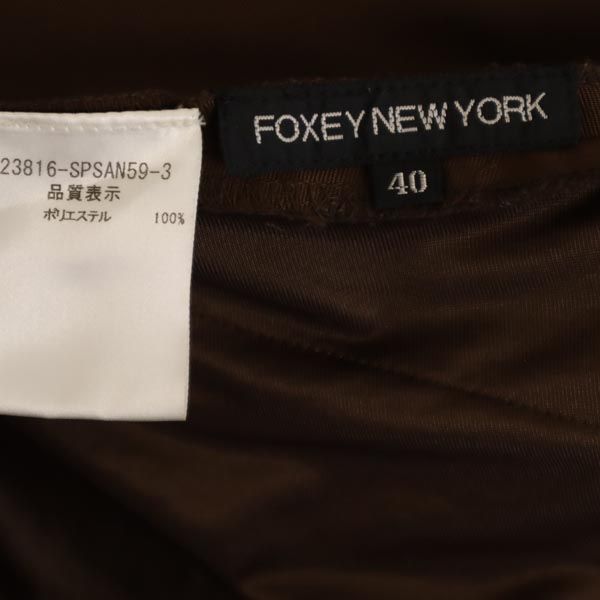 FOXEY NEW YORK
40
23816-SPSAN59-3
品質表示
ポリエステル 100%